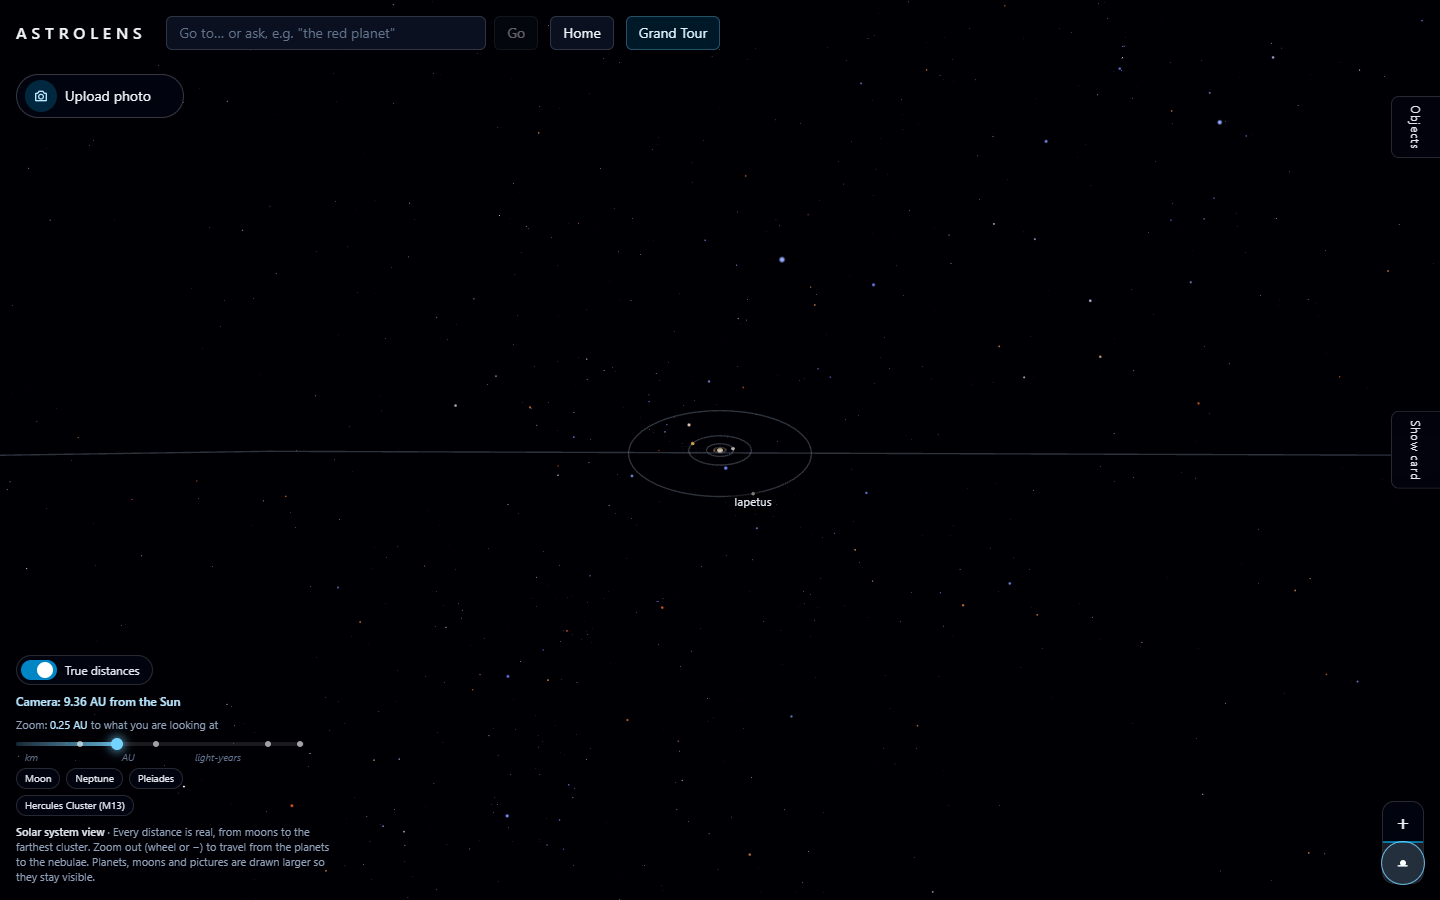 ASTROLENS
Go to... or ask, e.g. "the red planet"
Go
Home
Grand Tour
Upload photo
Objects
Show card
Iapetus
True distances
Camera: 9.36 AU from the Sun
Zoom: 0.25 AU to what you are looking at
km
AU
light-years
Moon
Neptune
Pleiades
Hercules Cluster (M13)
Solar system view · Every distance is real, from moons to the
farthest cluster. Zoom out (wheel or −) to travel from the planets
to the nebulae. Planets, moons and pictures are drawn larger so
they stay visible.
+